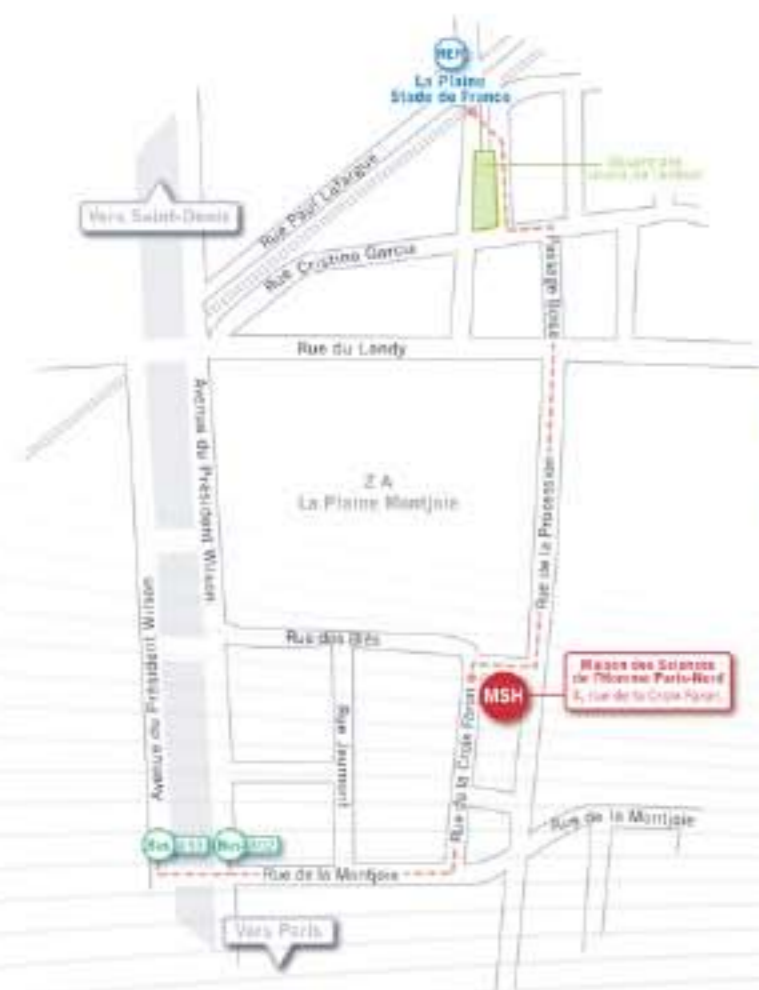 RER
La Plaine
Stade de France
Rue Paul Lafargue
Vers Saint-Denis
Rue Cristino Garcia
Passage Boise
Rue du Landy
Avenue du Président Wilson
Z A
La Plaine Montjoie
Rue de la Procession
Avenue du Président Wilson
Rue des Blés
Maison des Sciences
de l'Homme Paris-Nord
4, rue de la Croix Faron
MSH
Rue Jaumont
Rue de la Croix Faron
Rue de la Montjoie
Bus
Bus
Rue de la Montjoie
Vers Paris